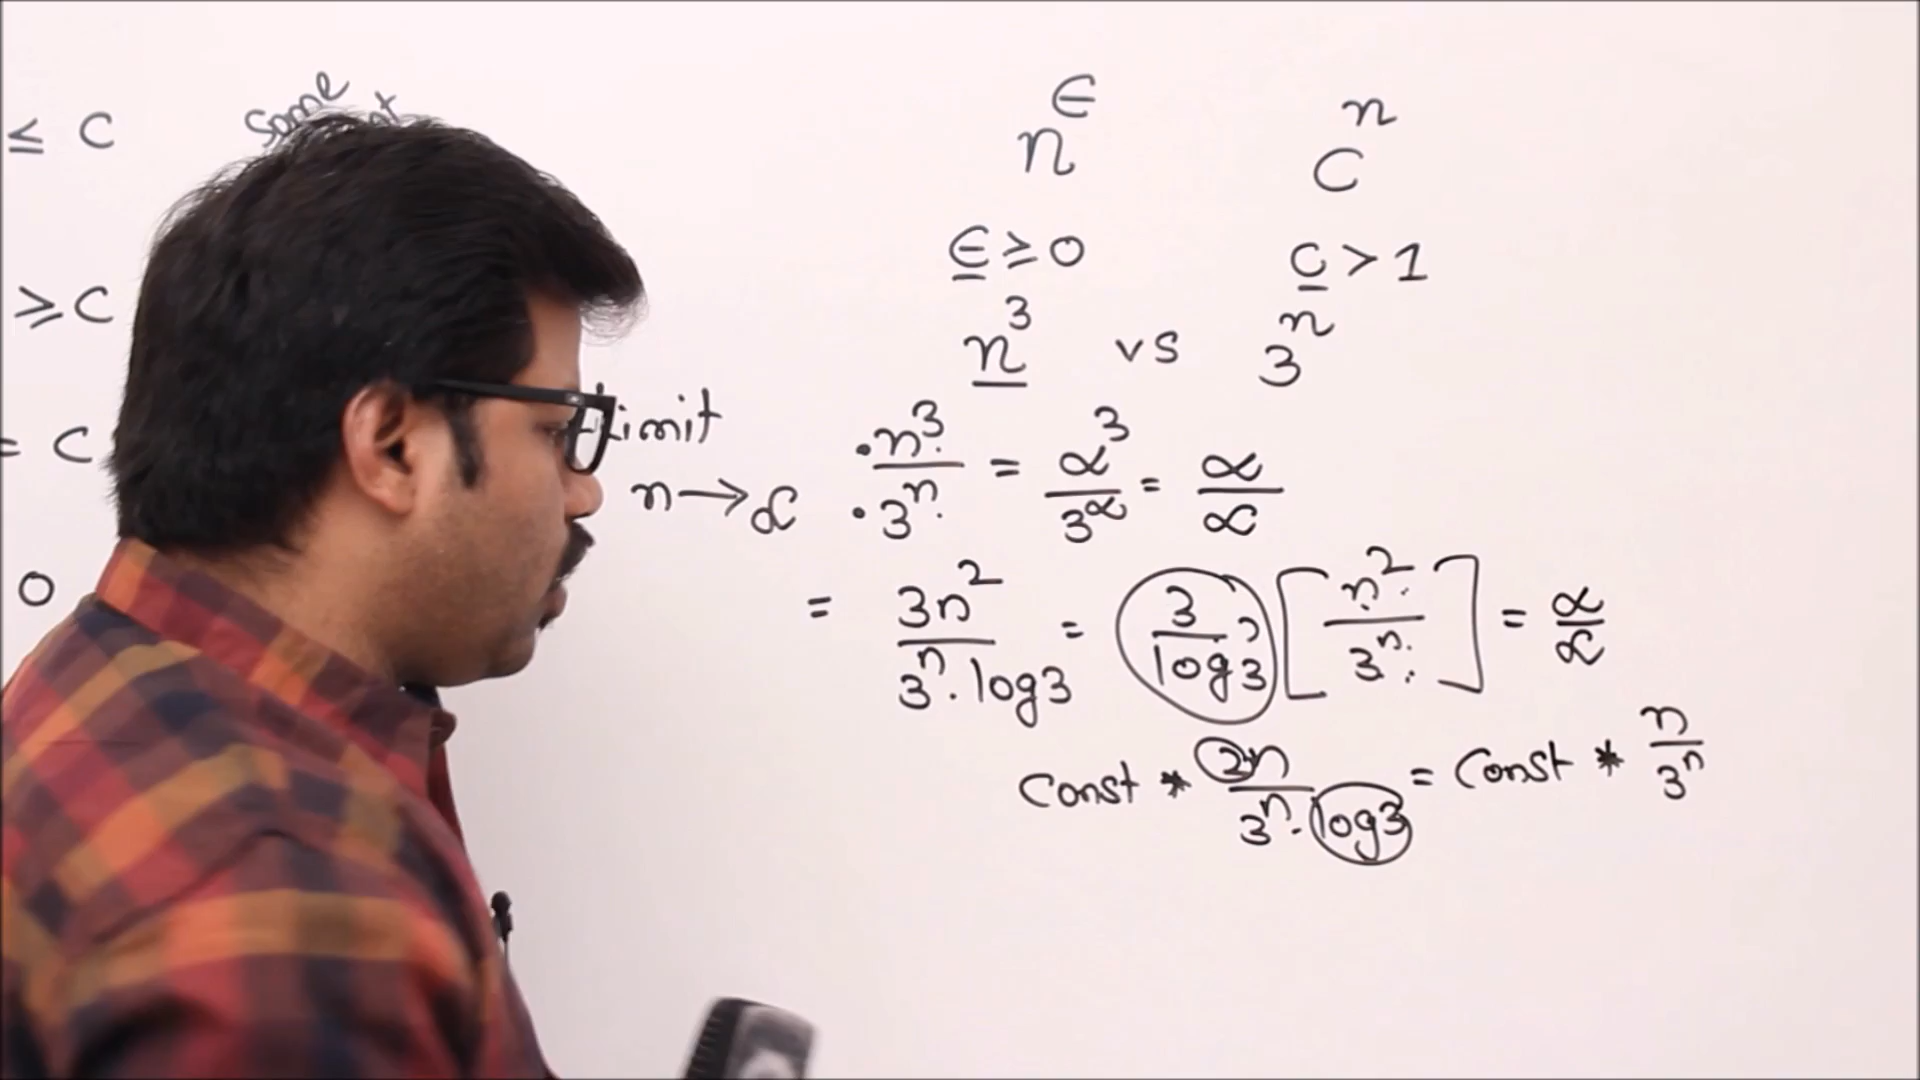 ≤ C some
≥ C
= C
0
n^ϵ C^n
ϵ ≥ 0 C > 1
n^3 vs 3^n
Limit n → ∝ n^3 / 3^n = ∝^3 / 3^∝ = ∝ / ∝
= 3n^2 / 3^n · log3 = 3 / log3 [ n^2 / 3^n ] = ∝ / ∝
Const * 2n / 3^n · log3 = Const * n / 3^n